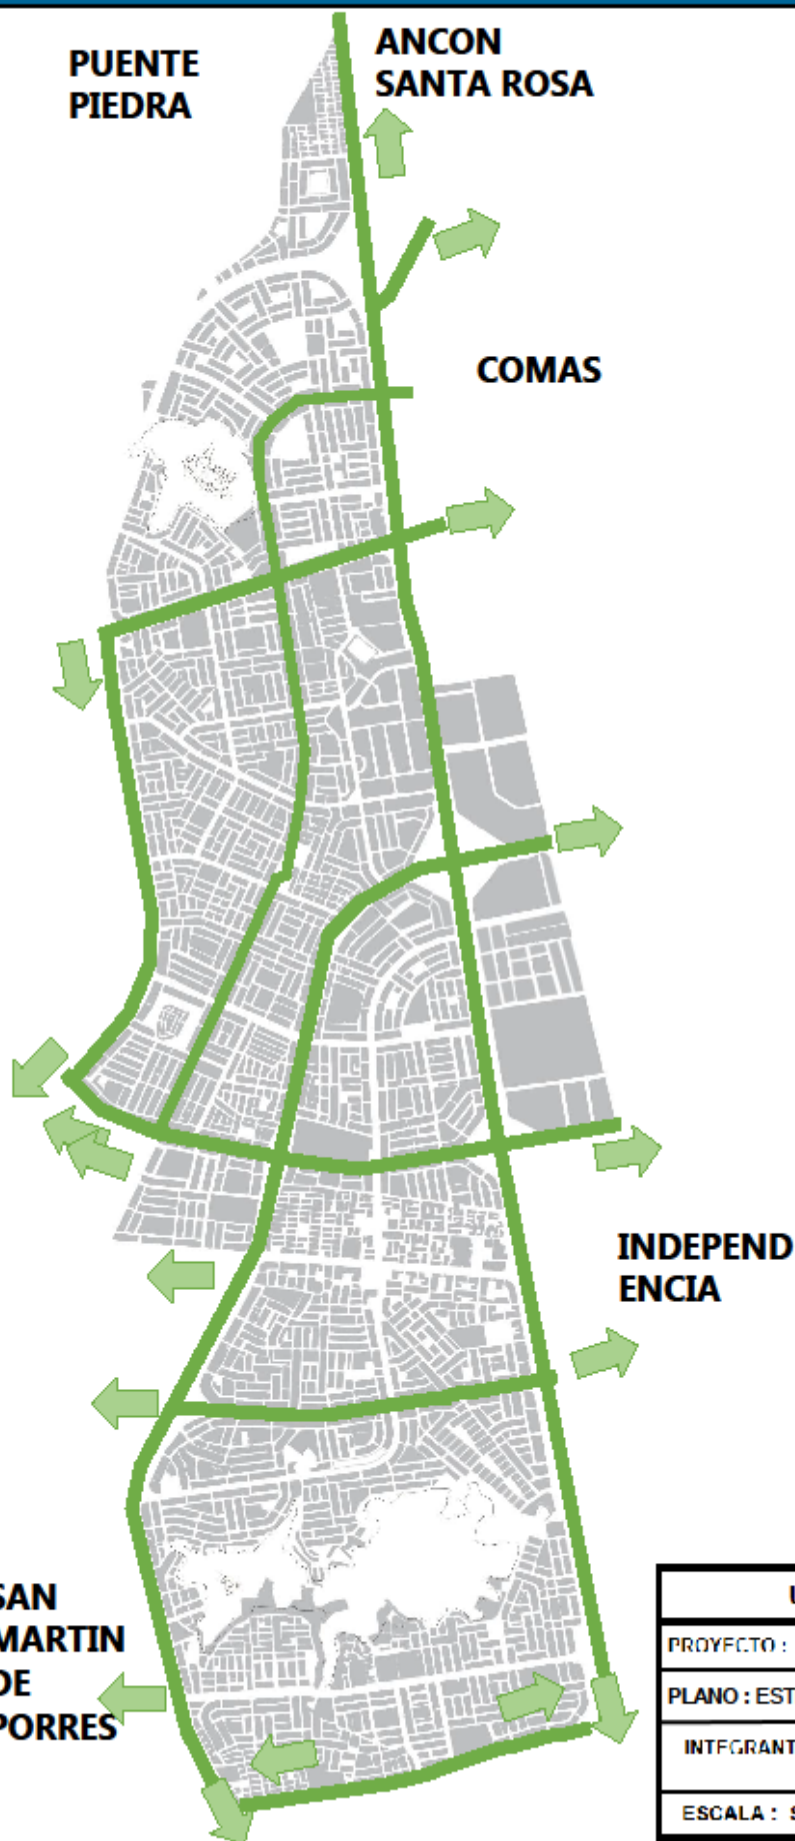 PUENTE
PIEDRA
ANCON
SANTA ROSA
COMAS
INDEPEND
ENCIA
SAN
MARTIN
DE
PORRES
U
PROYECTO :
PLANO : EST
INTEGRANT
ESCALA : S